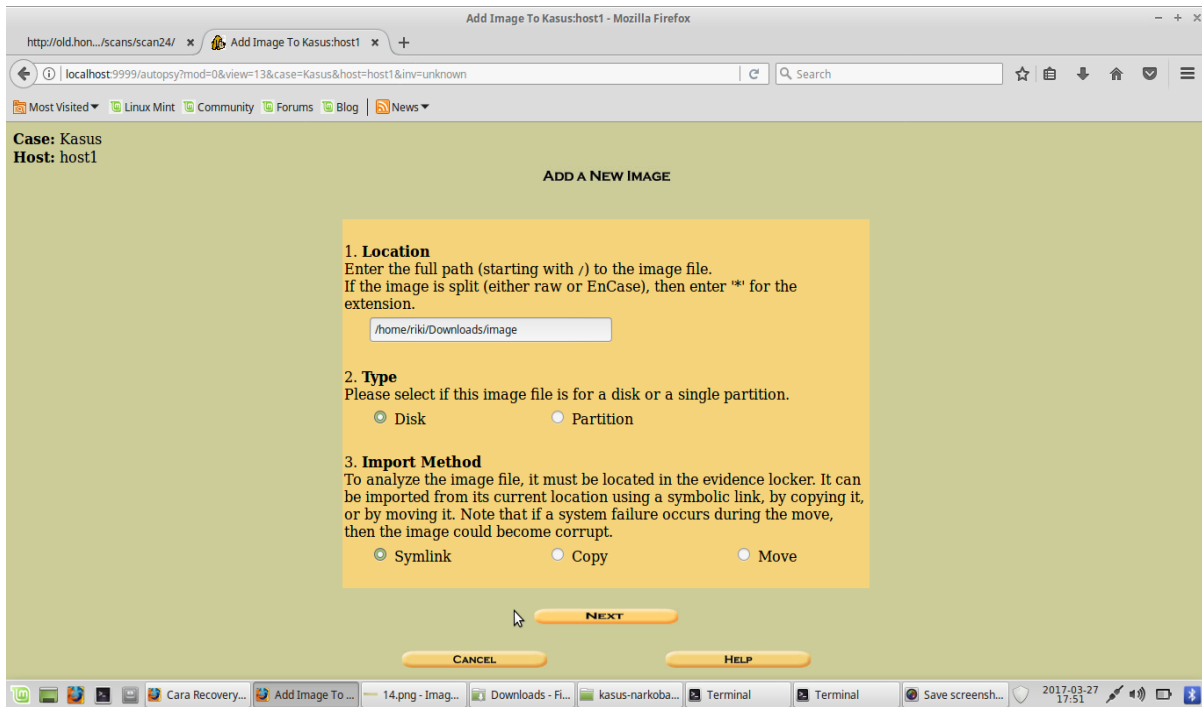 Add Image To Kasus:host1 - Mozilla Firefox
http://old.hon.../scans/scan24/
Add Image To Kasus:host1
localhost:9999/autopsy?mod=0&view=13&case=Kasus&host=host1&inv=unknown
Search
Most Visited
Linux Mint
Community
Forums
Blog
News
Case: Kasus
Host: host1
ADD A NEW IMAGE
1. Location
Enter the full path (starting with /) to the image file.
If the image is split (either raw or EnCase), then enter '*' for the
extension.
/home/riki/Downloads/image
2. Type
Please select if this image file is for a disk or a single partition.
Disk
Partition
3. Import Method
To analyze the image file, it must be located in the evidence locker. It can
be imported from its current location using a symbolic link, by copying it,
or by moving it. Note that if a system failure occurs during the move,
then the image could become corrupt.
Symlink
Copy
Move
NEXT
CANCEL
HELP
Cara Recovery...
Add Image To ...
14.png - Imag...
Downloads - Fi...
kasus-narkoba...
Terminal
Terminal
Save screensh...
2017-03-27
17:51